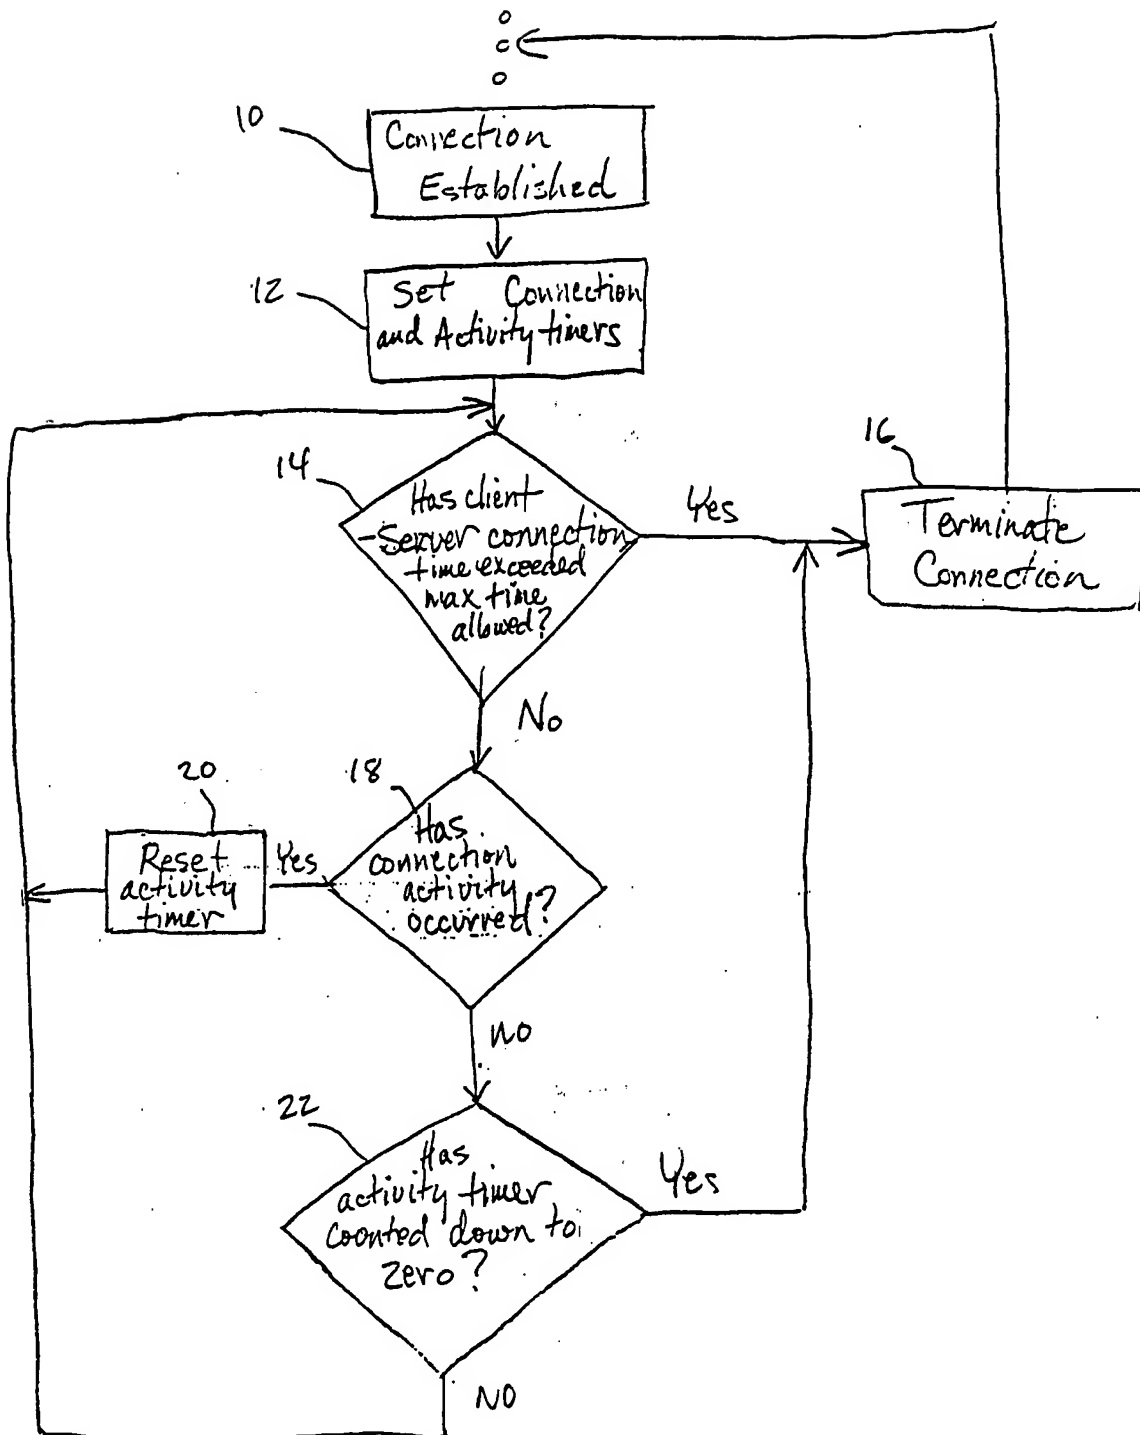 10
Connection
Established
12
Set Connection
and Activity timers
14
Has client
-Server connection
time exceeded
max time
allowed?
Yes
16
Terminate
Connection
No
18
Has
connection
activity
occurred?
Yes
20
Reset
activity
timer
no
22
Has
activity timer
coonted down to
zero?
Yes
NO